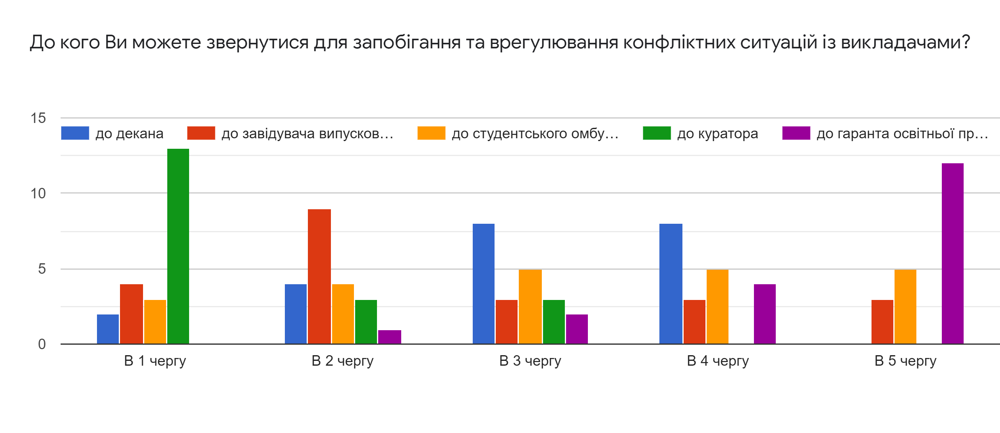 До кого Ви можете звернутися для запобігання та врегулювання конфліктних ситуацій із викладачами?
15
до декана до завідувача випусков… до студентського омбу… до куратора до гаранта освітньої пр…
10
5
0
В 1 чергу В 2 чергу В 3 чергу В 4 чергу В 5 чергу